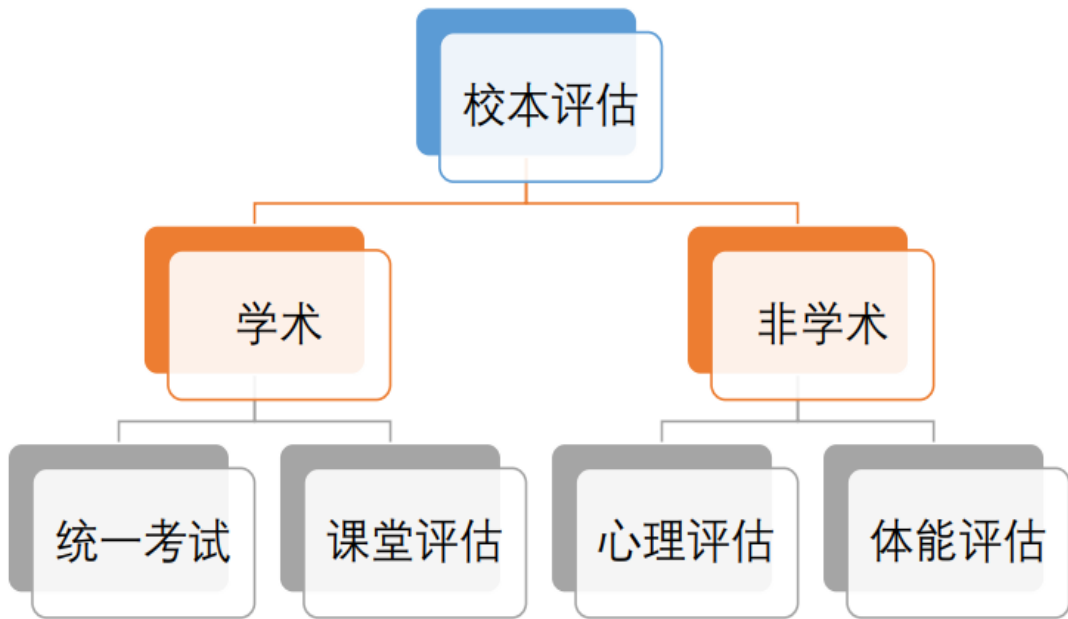 校本评估
学术
非学术
统一考试
课堂评估
心理评估
体能评估